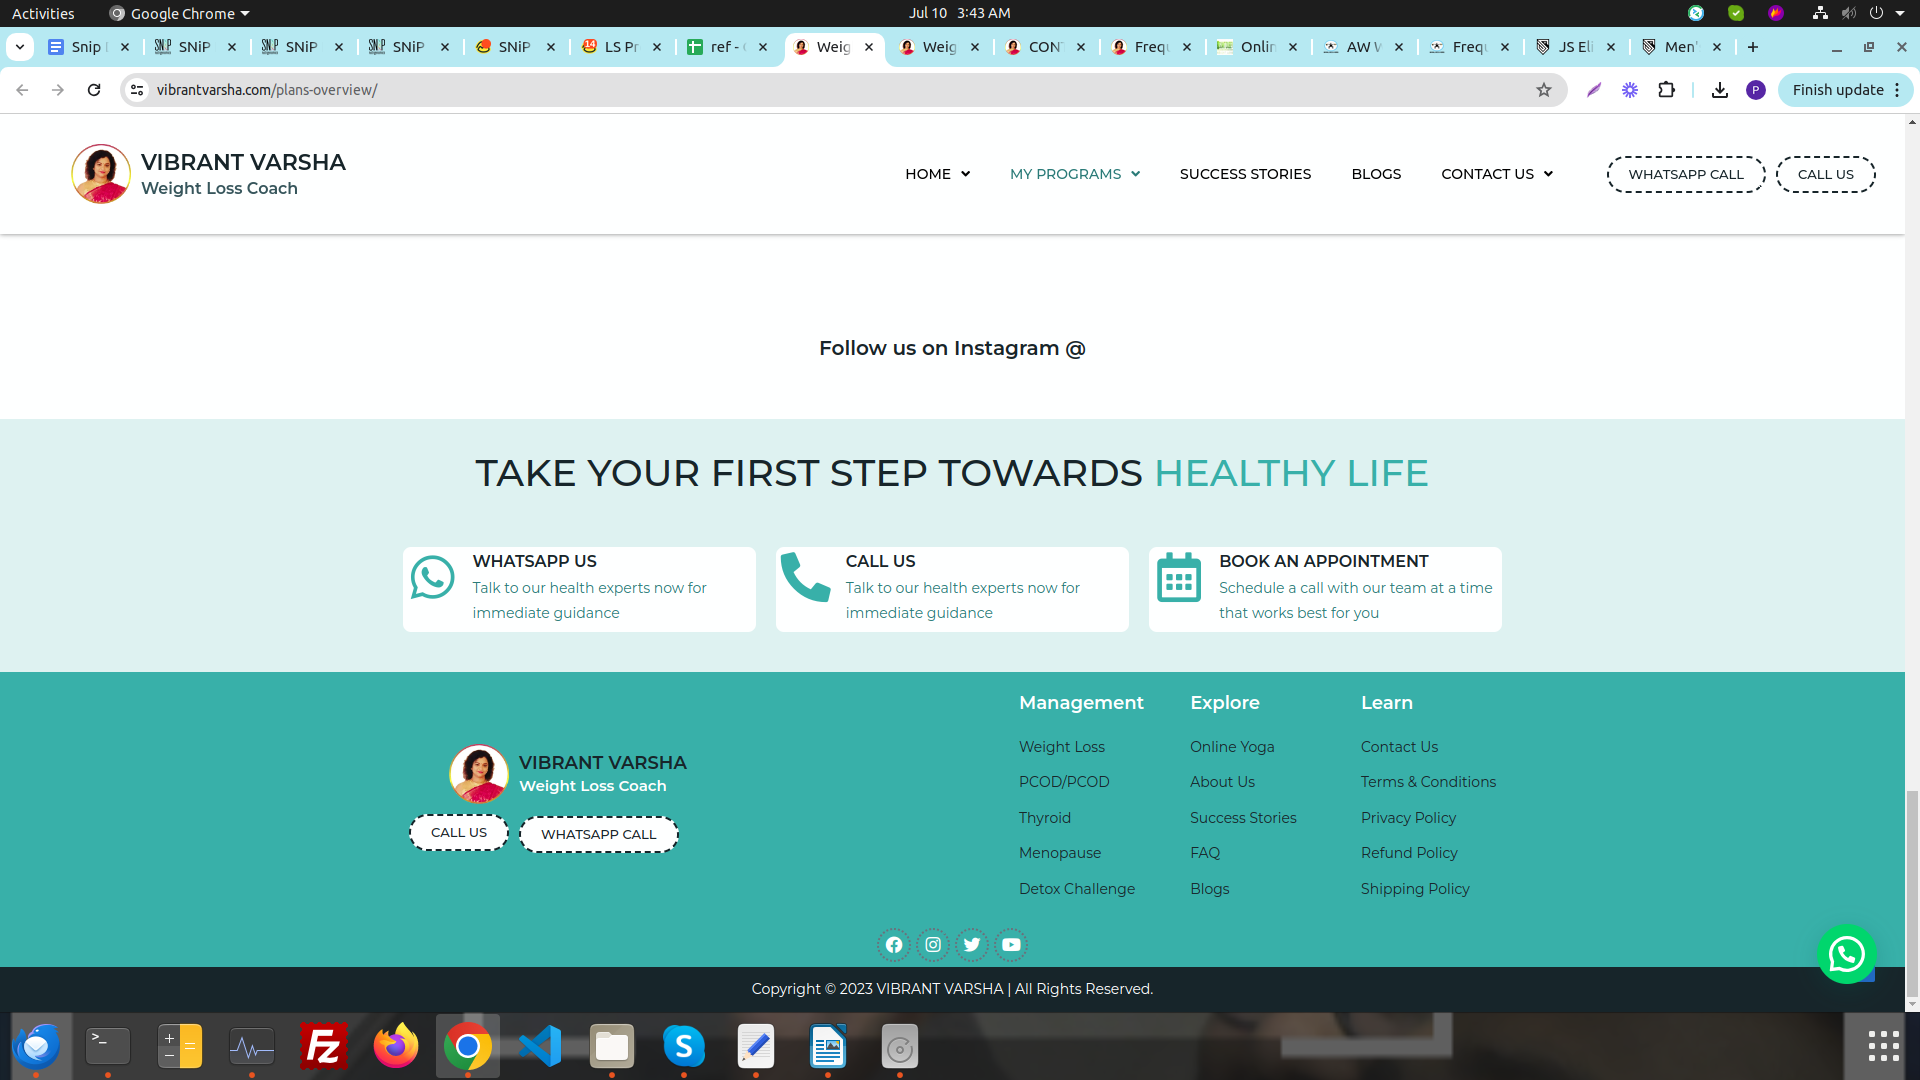 Activities
Google Chrome
Jul 10 3:43 AM
Snip
SNiP
SNiP
SNiP
SNiP
LS Pr
ref -
Weig
Weig
CON
Frequ
Onlin
AW
Frequ
JS Eli
Men'
vibrantvarsha.com/plans-overview/
P
Finish update
VIBRANT VARSHA
Weight Loss Coach
HOME
MY PROGRAMS
SUCCESS STORIES
BLOGS
CONTACT US
WHATSAPP CALL
CALL US
Follow us on Instagram @
TAKE YOUR FIRST STEP TOWARDS HEALTHY LIFE
WHATSAPP US
Talk to our health experts now for
immediate guidance
CALL US
Talk to our health experts now for
immediate guidance
BOOK AN APPOINTMENT
Schedule a call with our team at a time
that works best for you
VIBRANT VARSHA
Weight Loss Coach
CALL US
WHATSAPP CALL
Management
Weight Loss
PCOD/PCOD
Thyroid
Menopause
Detox Challenge
Explore
Online Yoga
About Us
Success Stories
FAQ
Blogs
Learn
Contact Us
Terms & Conditions
Privacy Policy
Refund Policy
Shipping Policy
Copyright © 2023 VIBRANT VARSHA | All Rights Reserved.